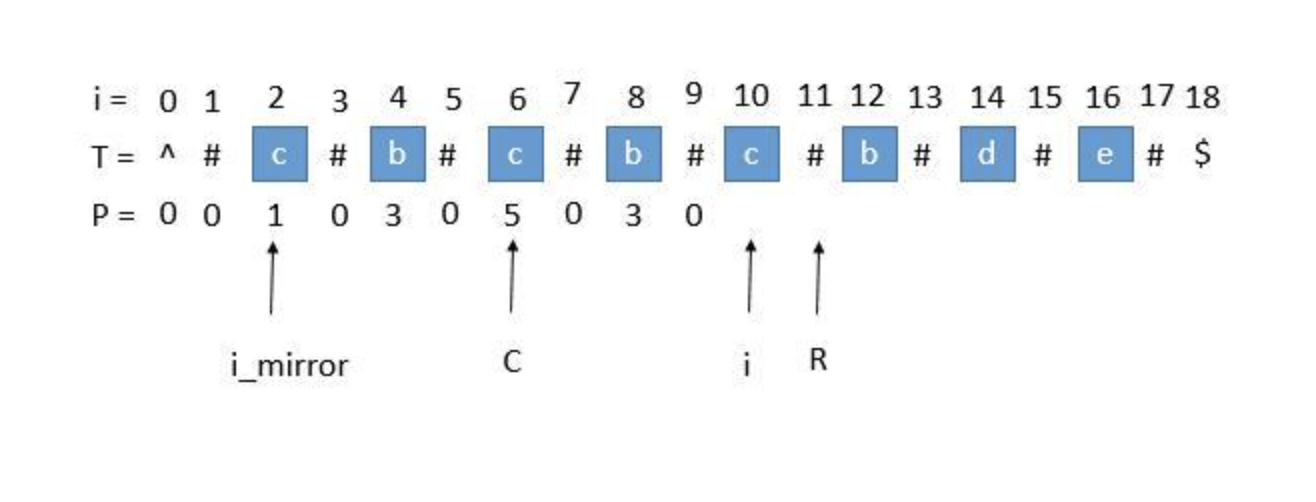 i = 0 1 2 3 4 5 6 7 8 9 10 11 12 13 14 15 16 17 18
T = ^ # c # b # c # b # c # b # d # e # $
P = 0 0 1 0 3 0 5 0 3 0
i_mirror C i R